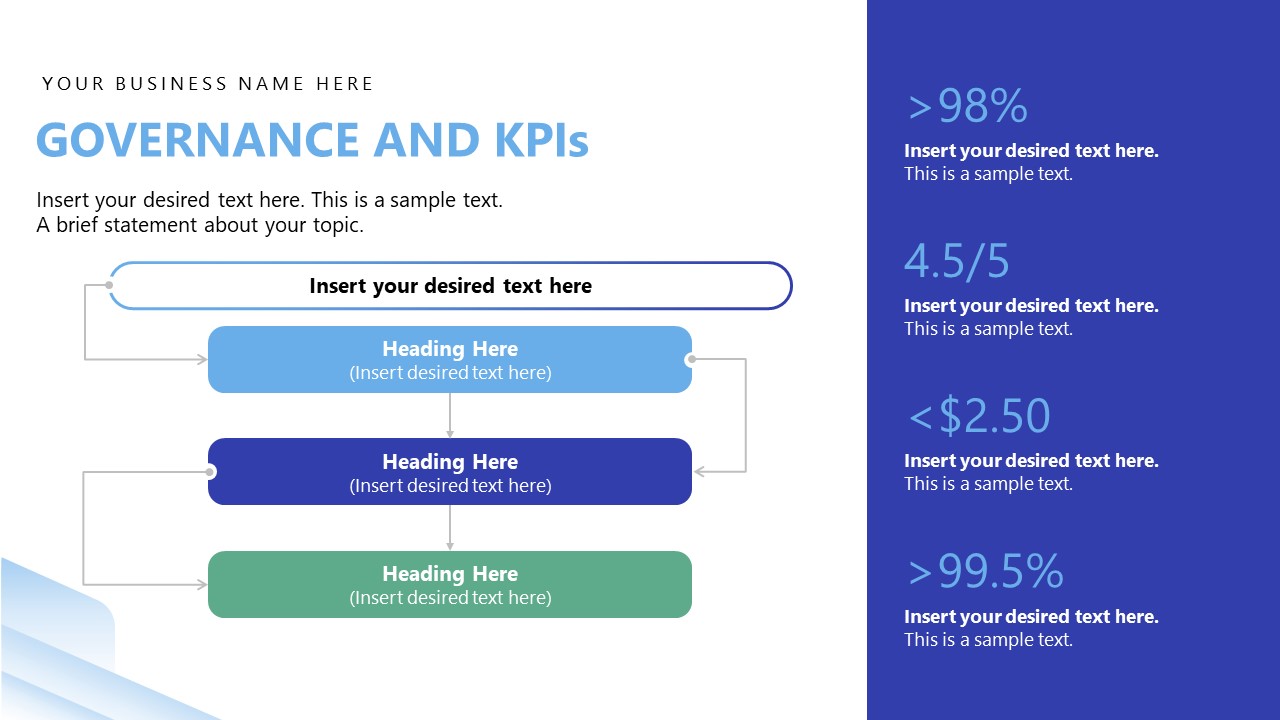 YOUR BUSINESS NAME HERE
GOVERNANCE AND KPIs
Insert your desired text here. This is a sample text.
A brief statement about your topic.
Insert your desired text here
Heading Here
(Insert desired text here)
Heading Here
(Insert desired text here)
Heading Here
(Insert desired text here)
>98%
Insert your desired text here.
This is a sample text.
4.5/5
Insert your desired text here.
This is a sample text.
<$2.50
Insert your desired text here.
This is a sample text.
>99.5%
Insert your desired text here.
This is a sample text.